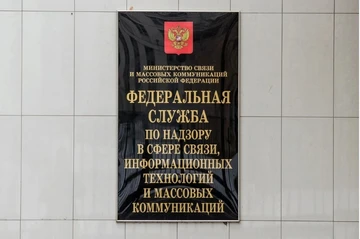 МИНИСТЕРСТВО СВЯЗИ
И МАССОВЫХ КОММУНИКАЦИЙ
РОССИЙСКОЙ ФЕДЕРАЦИИ
ФЕДЕРАЛЬНАЯ
СЛУЖБА
ПО НАДЗОРУ
В СФЕРЕ СВЯЗИ,
ИНФОРМАЦИОННЫХ
ТЕХНОЛОГИЙ
И МАССОВЫХ
КОММУНИКАЦИЙ